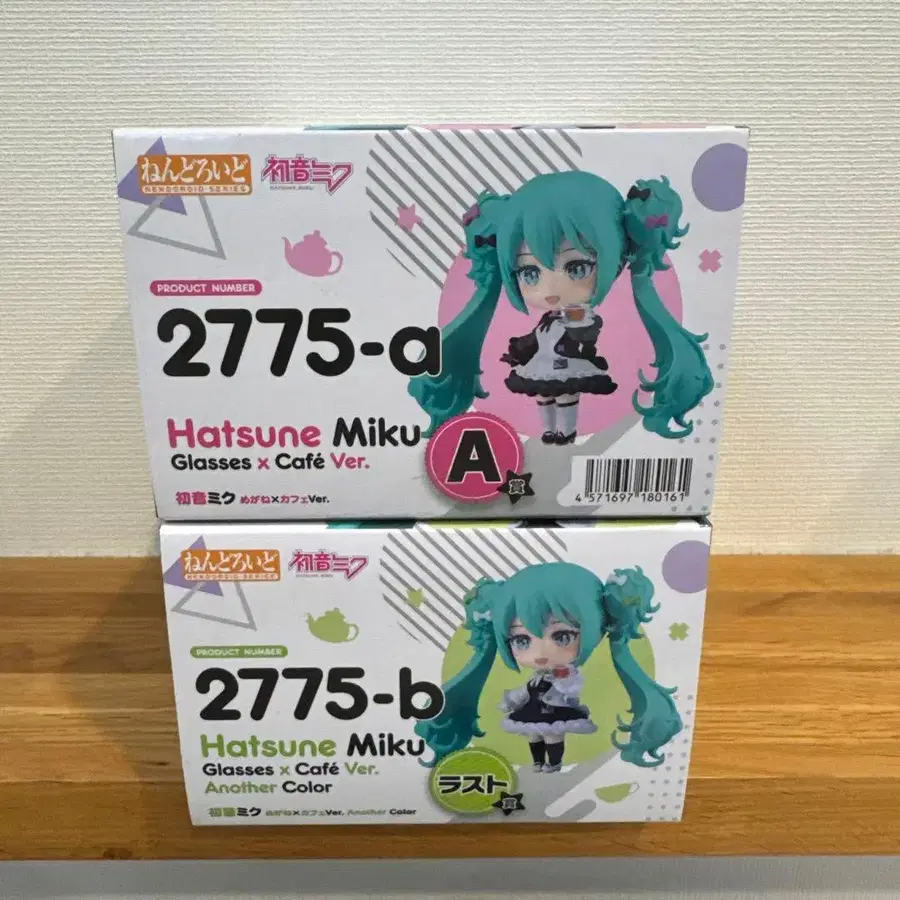 ねんどろいど
NENDOROID SERIES
初音ミク
HATSUNE MIKU
PRODUCT NUMBER
2775-a
Hatsune Miku
Glasses x Café Ver.
初音ミク めがね×カフェVer.
A
賞
4 571697 180161
ねんどろいど
NENDOROID SERIES
初音ミク
HATSUNE MIKU
PRODUCT NUMBER
2775-b
Hatsune Miku
Glasses x Café Ver.
Another Color
初音ミク めがね×カフェVer. Another Color
ラスト
賞